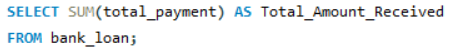 SELECT SUM(total_payment) AS Total_Amount_Received
FROM bank_loan;